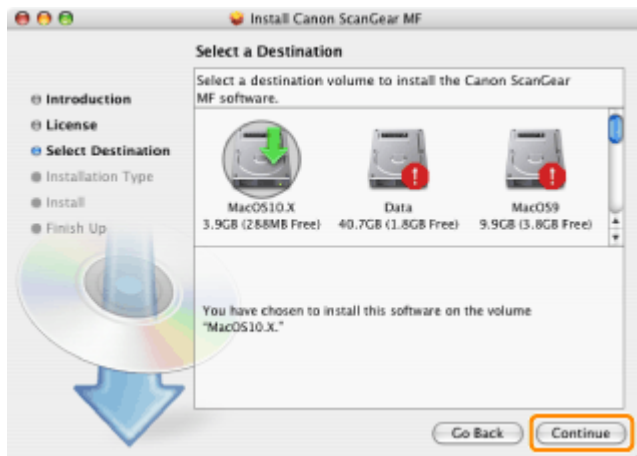 Install Canon ScanGear MF
Select a Destination
Introduction
License
Select Destination
Installation Type
Install
Finish Up
Select a destination volume to install the Canon ScanGear
MF software.
MacOS10.X
3.9GB (288MB Free)
Data
40.7GB (1.8GB Free)
MacOS9
9.9GB (3.8GB Free)
You have chosen to install this software on the volume
"MacOS10.X."
Go Back
Continue